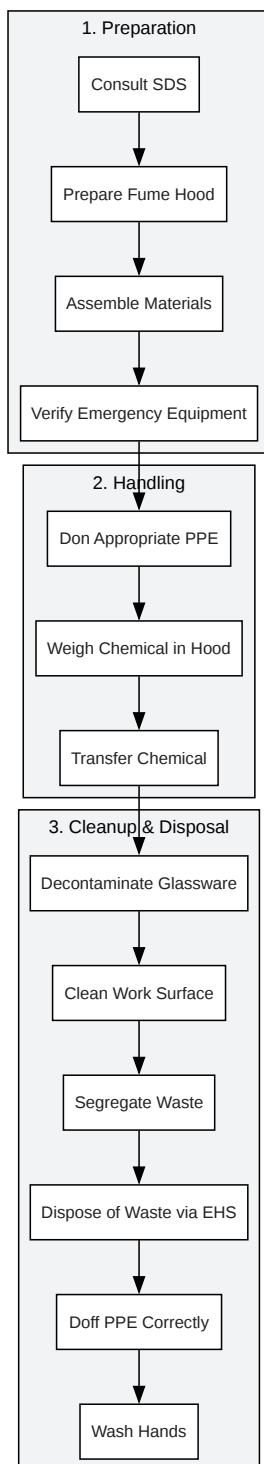 1. Preparation
Consult SDS
Prepare Fume Hood
Assemble Materials
Verify Emergency Equipment
2. Handling
Don Appropriate PPE
Weigh Chemical in Hood
Transfer Chemical
3. Cleanup & Disposal
Decontaminate Glassware
Clean Work Surface
Segregate Waste
Dispose of Waste via EHS
Doff PPE Correctly
Wash Hands